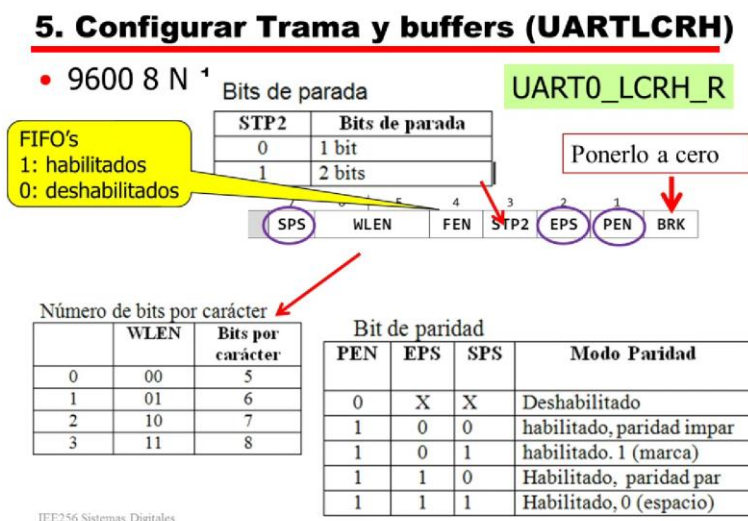 5. Configurar Trama y buffers (UARTLCRH)
• 9600 8 N 1
Bits de parada
UART0_LCRH_R
STP2 Bits de parada
0 1 bit
1 2 bits
FIFO's
1: habilitados
0: deshabilitados
Ponerlo a cero
4 3 2 1
SPS WLEN FEN STP2 EPS PEN BRK
Número de bits por carácter
WLEN Bits por
carácter
0 00 5
1 01 6
2 10 7
3 11 8
Bit de paridad
PEN EPS SPS Modo Paridad
0 X X Deshabilitado
1 0 0 habilitado, paridad impar
1 0 1 habilitado. 1 (marca)
1 1 0 Habilitado, paridad par
1 1 1 Habilitado, 0 (espacio)
IEE256 Sistemas Digitales